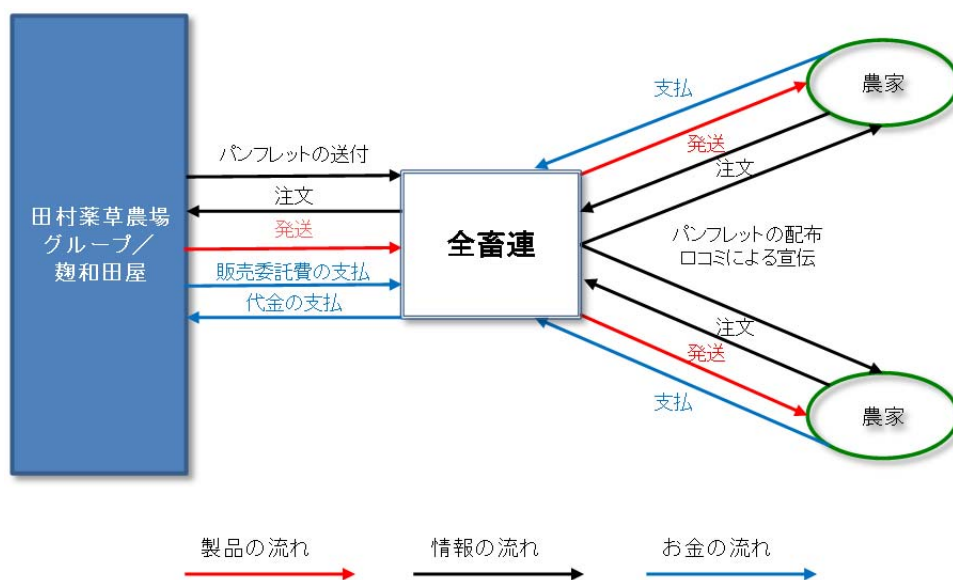 農家
支払
発送
注文
パンフレットの送付
注文
発送
販売委託費の支払
代金の支払
田村薬草農場
グループ／
麹和田屋
全畜連
パンフレットの配布
口コミによる宣伝
注文
発送
支払
農家
製品の流れ
情報の流れ
お金の流れ